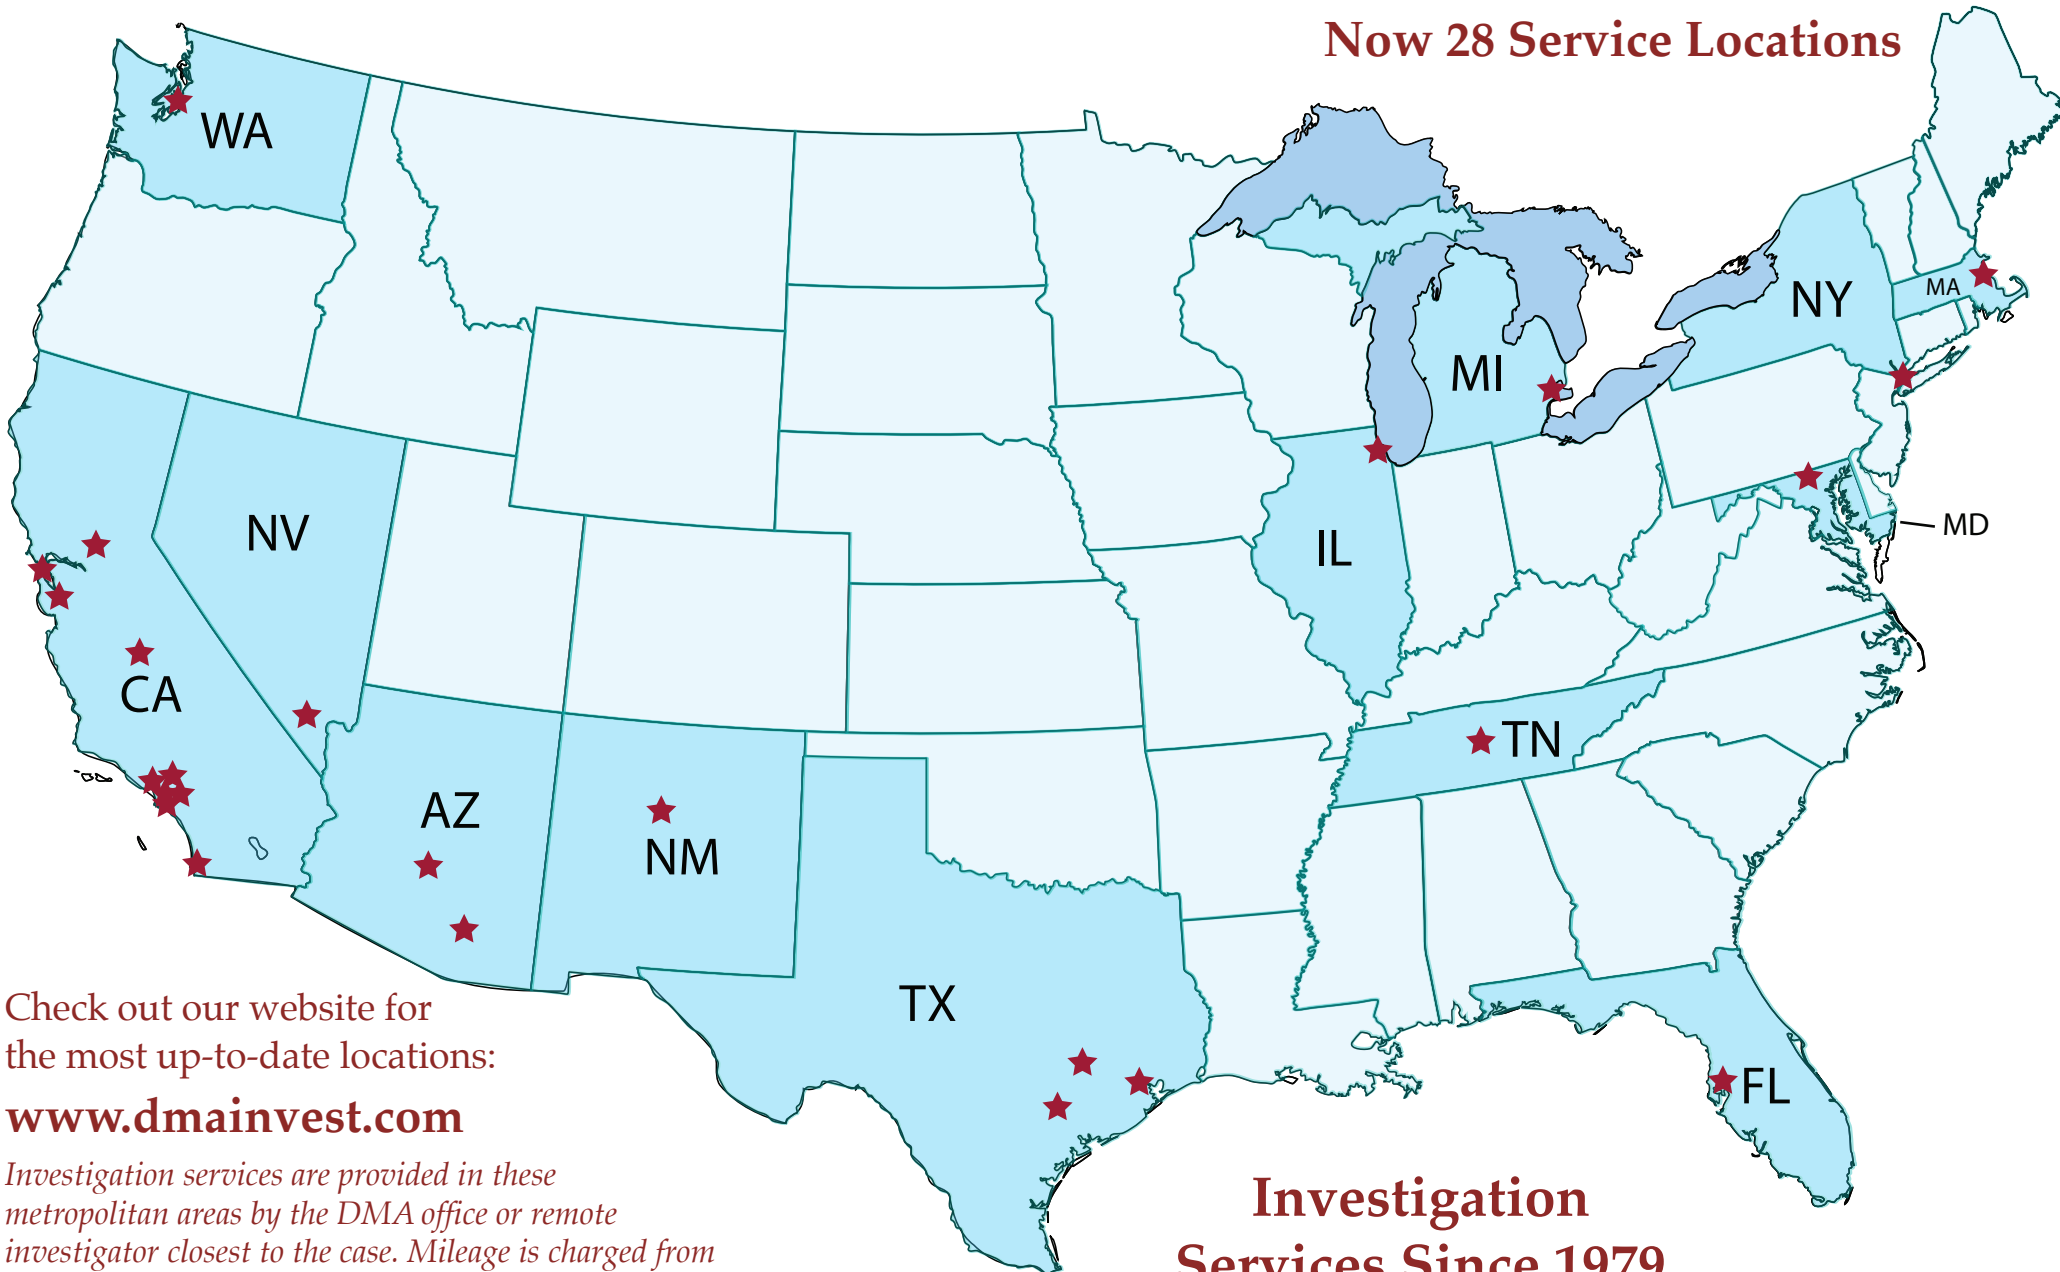 Now 28 Service Locations
WA
NV
CA
AZ
NM
TX
MI
IL
TN
NY
MA
MD
FL
Check out our website for
the most up-to-date locations:
www.dmainvest.com
Investigation services are provided in these
metropolitan areas by the DMA office or remote
investigator closest to the case. Mileage is charged from
Investigation
Services Since 1979